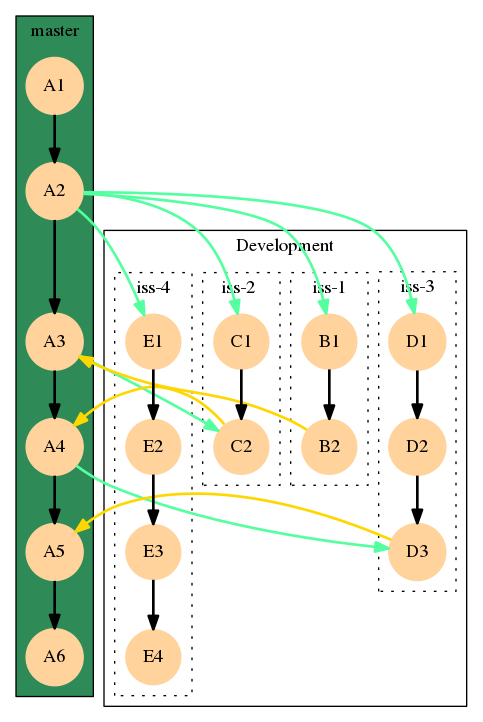 master
A1
A2
Development
iss-4
iss-2
iss-1
iss-3
A3
E1
C1
B1
D1
A4
E2
C2
B2
D2
A5
E3
D3
A6
E4